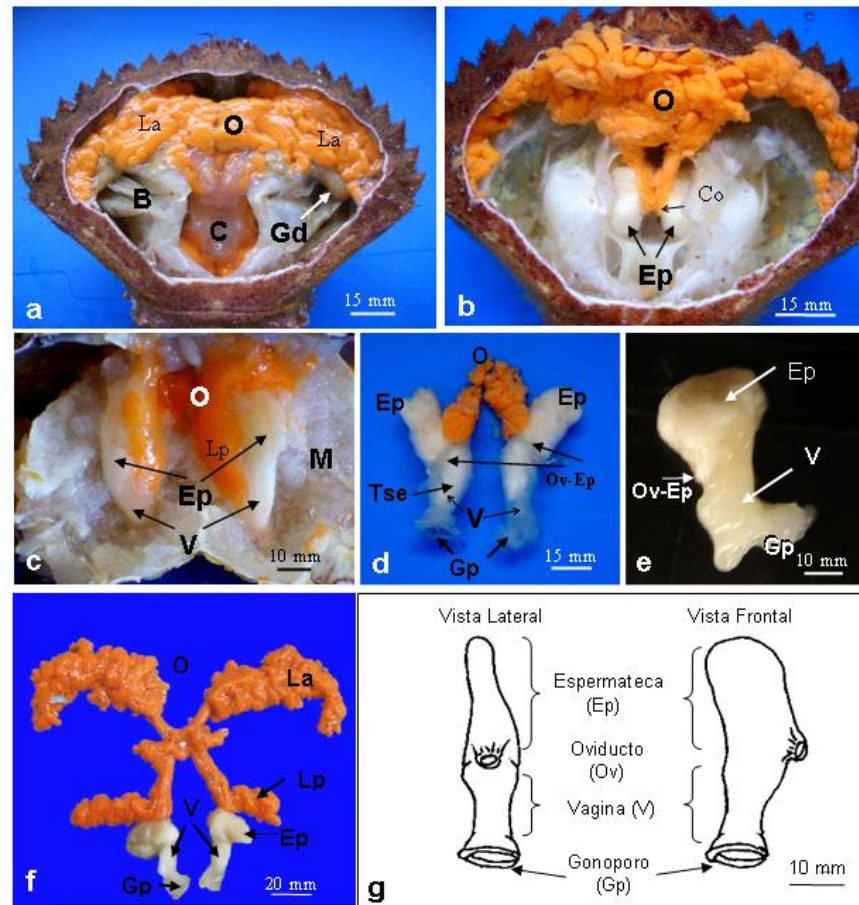 La
O
La
B
C
Gd
a
15 mm
O
Co
Ep
b
15 mm
O
Lp
Ep
M
V
c
10 mm
O
Ep
Ep
Ov-Ep
Tse
V
Gp
d
15 mm
Ep
V
Ov-Ep
Gp
e
10 mm
O
La
Lp
V
Ep
Gp
f
20 mm
Vista Lateral
Vista Frontal
Espermateca
(Ep)
Oviducto
(Ov)
Vagina (V)
Gonoporo
(Gp)
g
10 mm